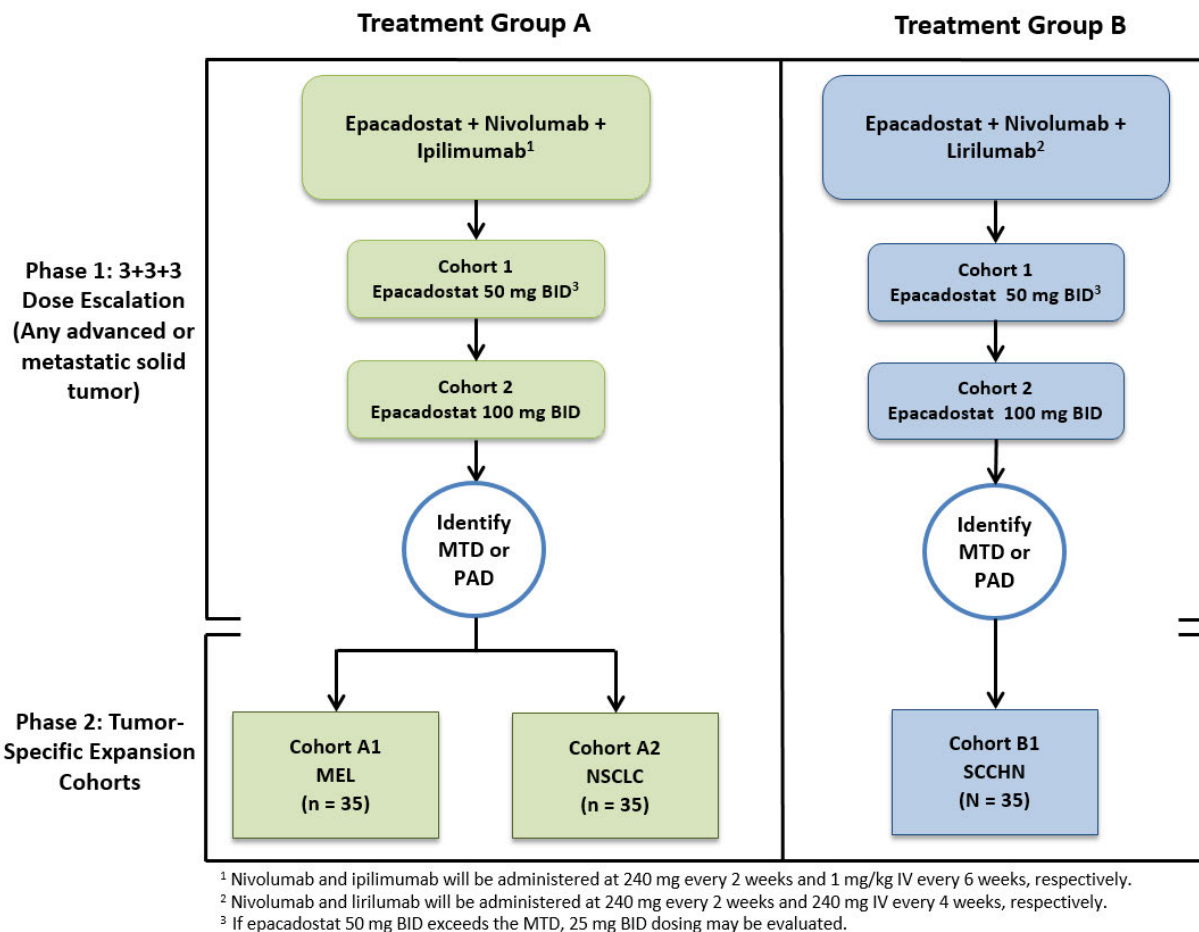 Treatment Group A
Treatment Group B
Epacadostat + Nivolumab +
Ipilimumab¹
Epacadostat + Nivolumab +
Lirilumab²
Phase 1: 3+3+3
Dose Escalation
(Any advanced or
metastatic solid
tumor)
Cohort 1
Epacadostat 50 mg BID³
Cohort 1
Epacadostat 50 mg BID³
Cohort 2
Epacadostat 100 mg BID
Cohort 2
Epacadostat 100 mg BID
Identify
MTD or
PAD
Identify
MTD or
PAD
Phase 2: Tumor-
Specific Expansion
Cohorts
Cohort A1
MEL
(n = 35)
Cohort A2
NSCLC
(n = 35)
Cohort B1
SCCHN
(N = 35)
¹ Nivolumab and ipilimumab will be administered at 240 mg every 2 weeks and 1 mg/kg IV every 6 weeks, respectively.
² Nivolumab and lirilumab will be administered at 240 mg every 2 weeks and 240 mg IV every 4 weeks, respectively.
³ If epacadostat 50 mg BID exceeds the MTD, 25 mg BID dosing may be evaluated.